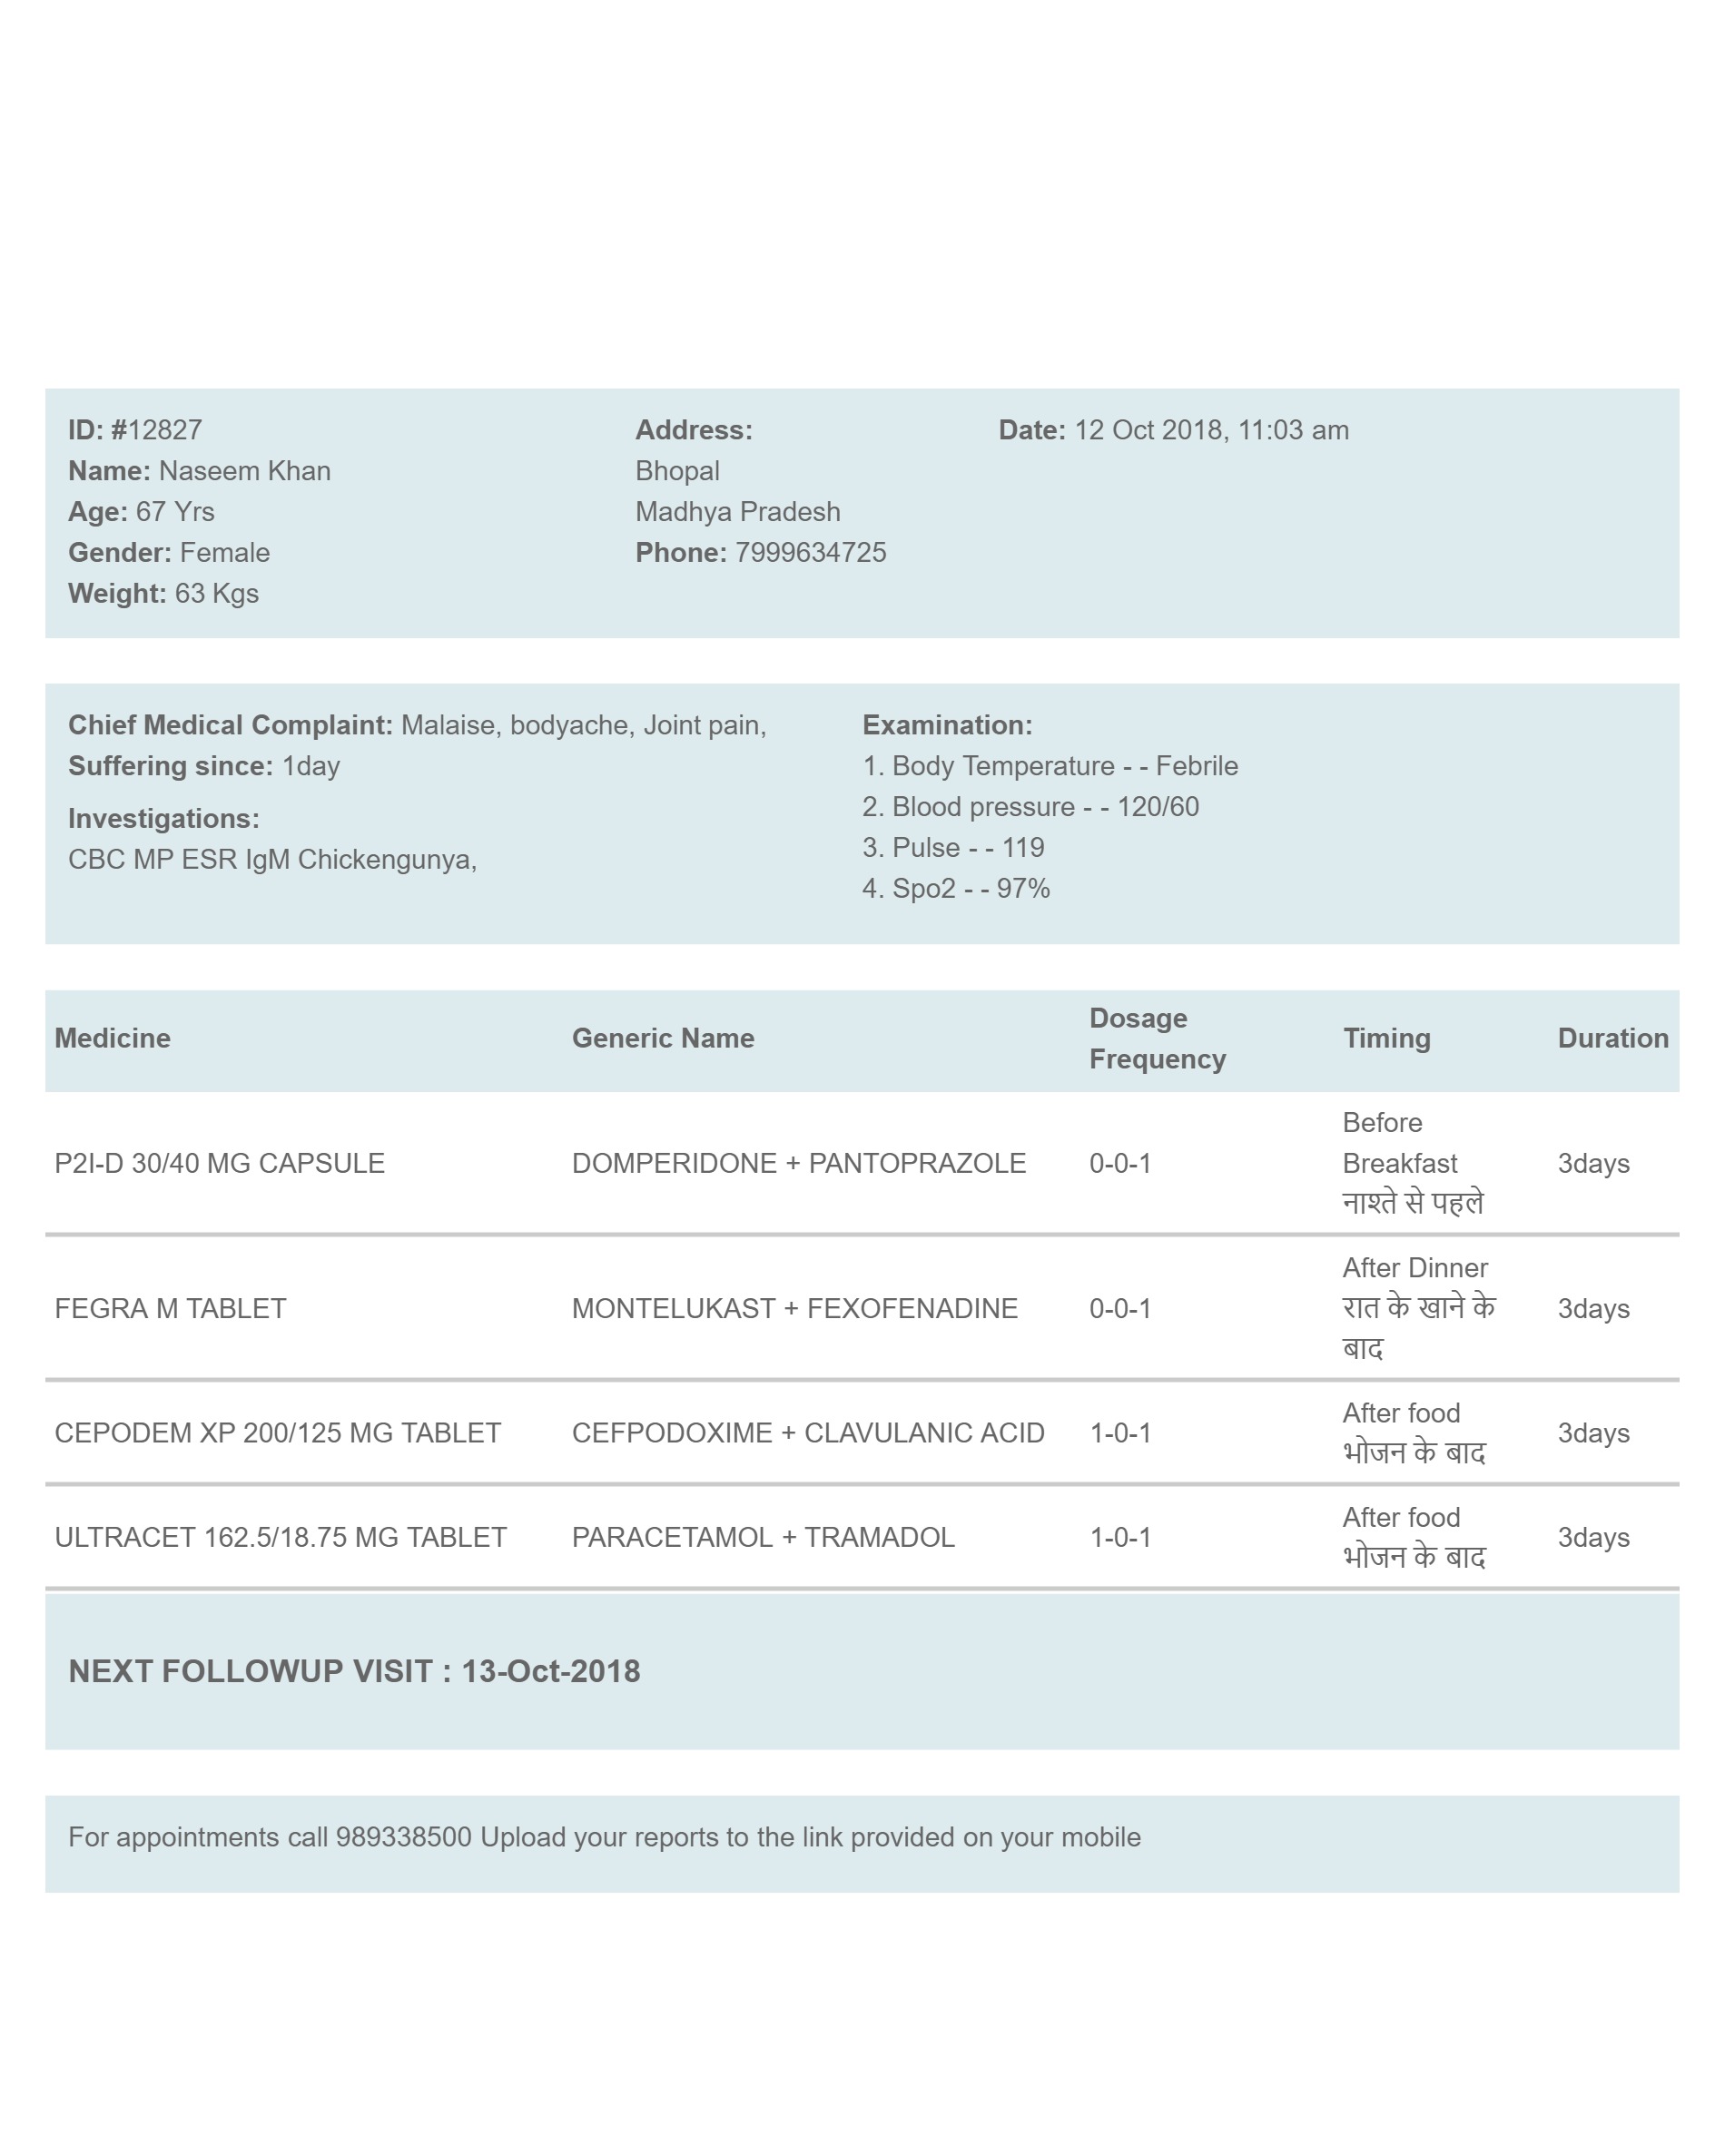 ID: #12827
Name: Naseem Khan
Age: 67 Yrs
Gender: Female
Weight: 63 Kgs
Address:
Bhopal
Madhya Pradesh
Phone: 7999634725
Date: 12 Oct 2018, 11:03 am
Chief Medical Complaint: Malaise, bodyache, Joint pain,
Suffering since: 1day
Investigations:
CBC MP ESR IgM Chickengunya,
Examination:
1. Body Temperature - - Febrile
2. Blood pressure - - 120/60
3. Pulse - - 119
4. Spo2 - - 97%
Medicine Generic Name Dosage Frequency Timing Duration
P2I-D 30/40 MG CAPSULE DOMPERIDONE + PANTOPRAZOLE 0-0-1 Before Breakfast नाश्ते से पहले 3days
FEGRA M TABLET MONTELUKAST + FEXOFENADINE 0-0-1 After Dinner रात के खाने के बाद 3days
CEPODEM XP 200/125 MG TABLET CEFPODOXIME + CLAVULANIC ACID 1-0-1 After food भोजन के बाद 3days
ULTRACET 162.5/18.75 MG TABLET PARACETAMOL + TRAMADOL 1-0-1 After food भोजन के बाद 3days
NEXT FOLLOWUP VISIT : 13-Oct-2018
For appointments call 989338500 Upload your reports to the link provided on your mobile